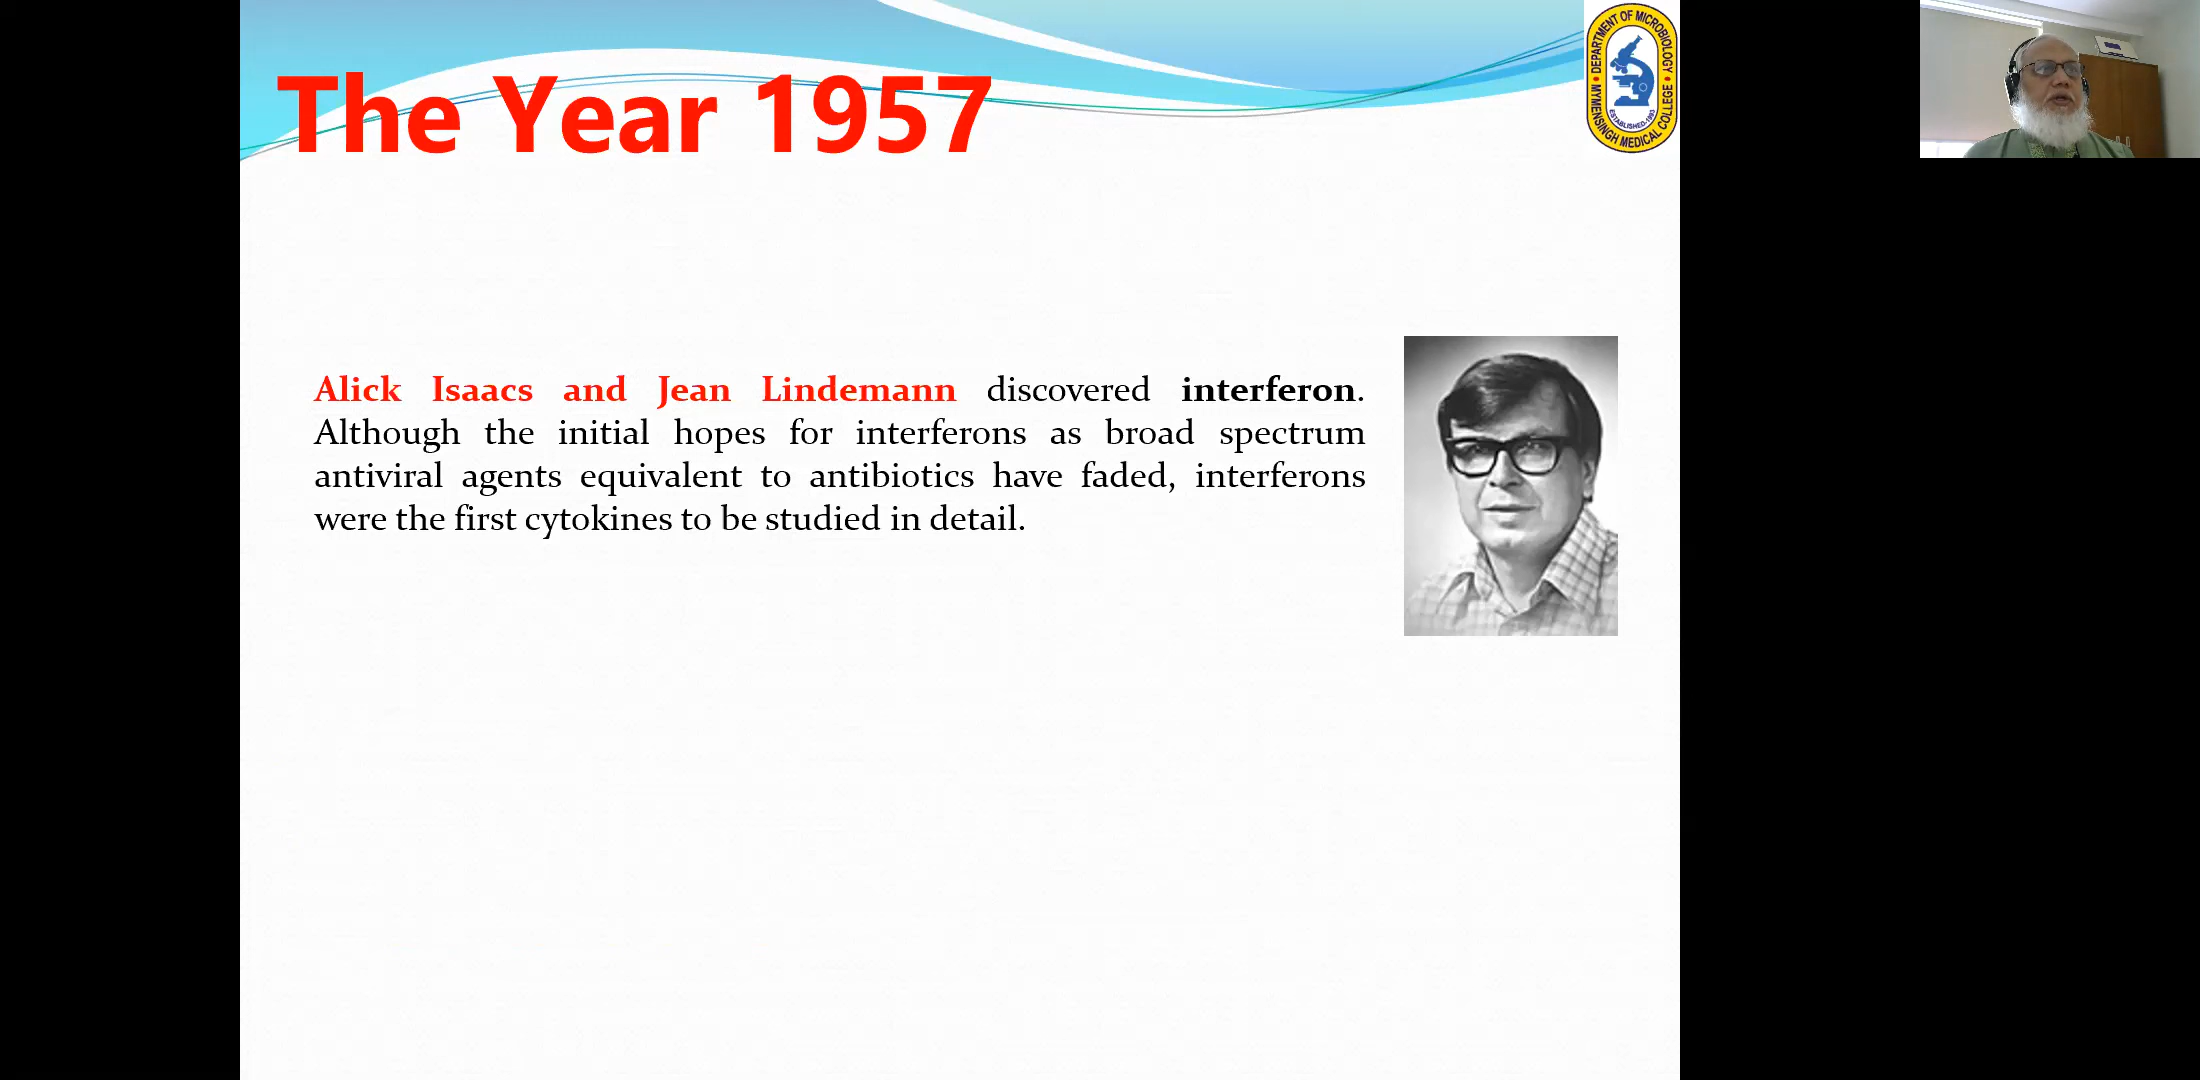 The Year 1957
DEPARTMENT OF MICROBIOLOGY
MYMENSINGH MEDICAL COLLEGE
Alick Isaacs and Jean Lindemann discovered interferon.
Although the initial hopes for interferons as broad spectrum
antiviral agents equivalent to antibiotics have faded, interferons
were the first cytokines to be studied in detail.